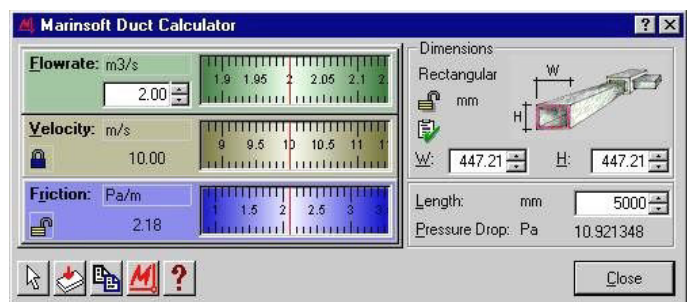 Marinsoft Duct Calculator
Flowrate: m3/s
2.00
1.9 1.95 2 2.05 2.1 2.
Velocity: m/s
10.00
9 9.5 10 10.5 11 1
Friction: Pa/m
2.18
1 1.5 2 2.5 3 3.
Dimensions
Rectangular
mm
W
H
W: 447.21 H: 447.21
Length: mm 5000
Pressure Drop: Pa 10.921348
Close